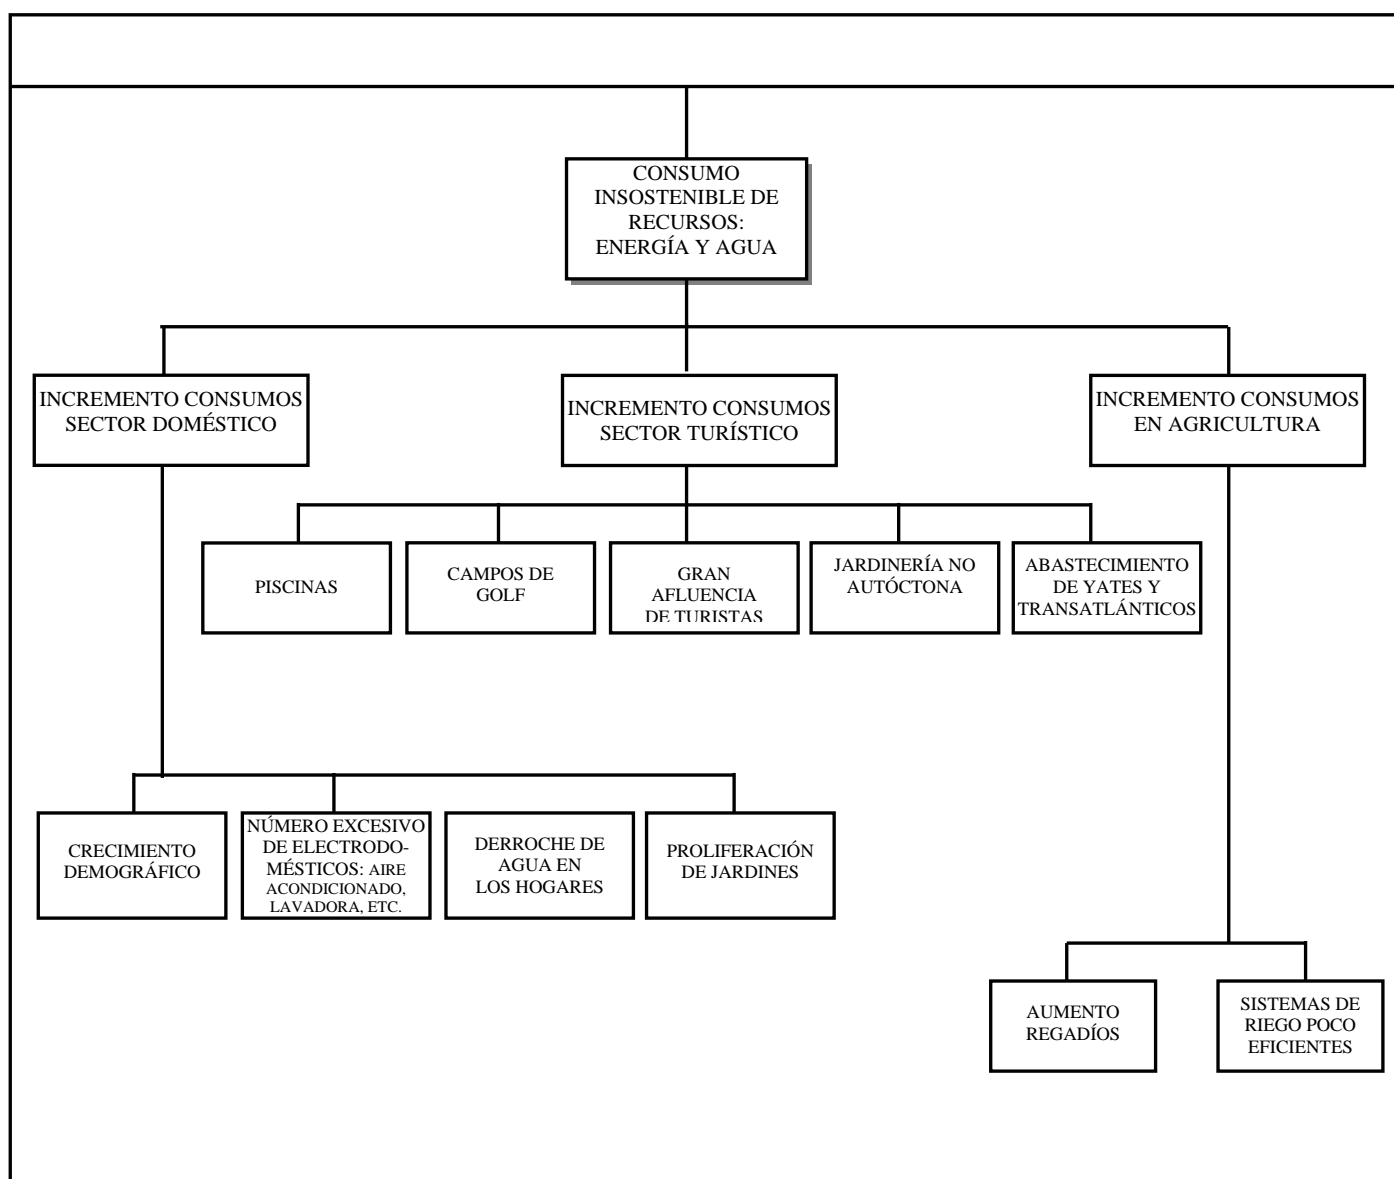 CONSUMO
INSOSTENIBLE DE
RECURSOS:
ENERGÍA Y AGUA
INCREMENTO CONSUMOS
SECTOR DOMÉSTICO
INCREMENTO CONSUMOS
SECTOR TURÍSTICO
INCREMENTO CONSUMOS
EN AGRICULTURA
PISCINAS
CAMPOS DE
GOLF
GRAN
AFLUENCIA
DE TURISTAS
JARDINERÍA NO
AUTÓCTONA
ABASTECIMIENTO
DE YATES Y
TRANSATLÁNTICOS
CRECIMIENTO
DEMOGRÁFICO
NÚMERO EXCESIVO
DE ELECTRODO-
MÉSTICOS: AIRE
ACONDICIONADO,
LAVADORA, ETC.
DERROCHE DE
AGUA EN
LOS HOGARES
PROLIFERACIÓN
DE JARDINES
AUMENTO
REGADÍOS
SISTEMAS DE
RIEGO POCO
EFICIENTES